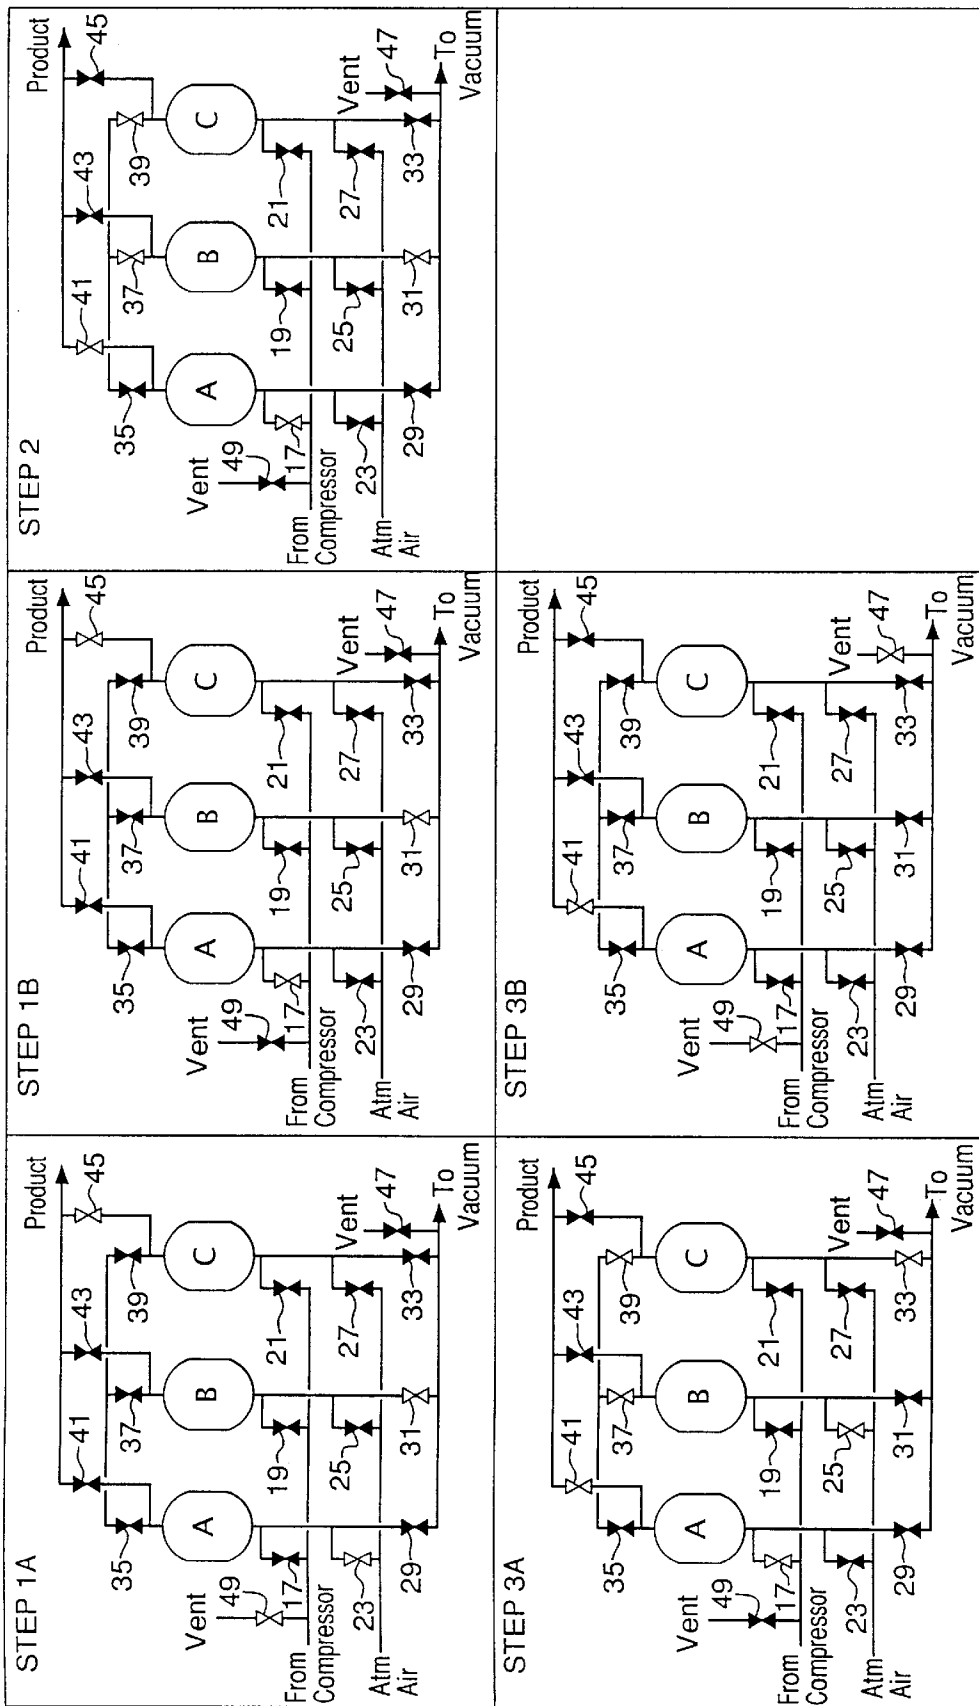 STEP 1A
Product
45
43
41
39
37
35
C
B
A
Vent
49
21
19
17
From
Compressor
Vent
47
27
25
23
Atm
Air
33
31
29
To
Vacuum
STEP 1B
Product
45
43
41
39
37
35
C
B
A
Vent
49
21
19
17
From
Compressor
Vent
47
27
25
23
Atm
Air
33
31
29
To
Vacuum
STEP 2
Product
45
43
41
39
37
35
C
B
A
Vent
49
21
19
17
From
Compressor
Vent
47
27
25
23
Atm
Air
33
31
29
To
Vacuum
STEP 3A
Product
45
43
41
39
37
35
C
B
A
Vent
49
21
19
17
From
Compressor
Vent
47
27
25
23
Atm
Air
33
31
29
To
Vacuum
STEP 3B
Product
45
43
41
39
37
35
C
B
A
Vent
49
21
19
17
From
Compressor
Vent
47
27
25
23
Atm
Air
33
31
29
To
Vacuum